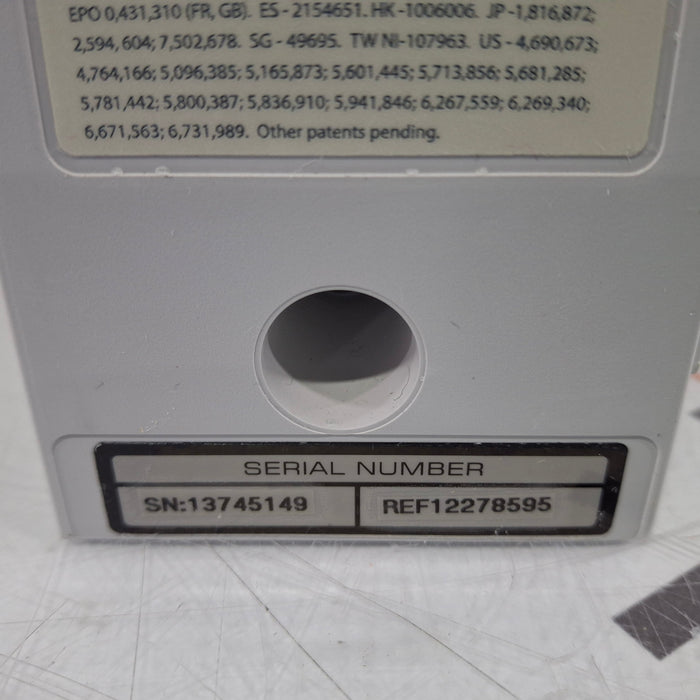 EPO 0,431,310 (FR, GB). ES - 2154651. HK -1006006. JP -1,816,872;
2,594, 604; 7,502,678. SG - 49695. TW NI-107963. US - 4,690,673;
4,764,166; 5,096,385; 5,165,873; 5,601,445; 5,713,856; 5,681,285;
5,781,442; 5,800,387; 5,836,910; 5,941,846; 6,267,559; 6,269,340;
6,671,563; 6,731,989. Other patents pending.
SERIAL NUMBER
SN:13745149
REF12278595